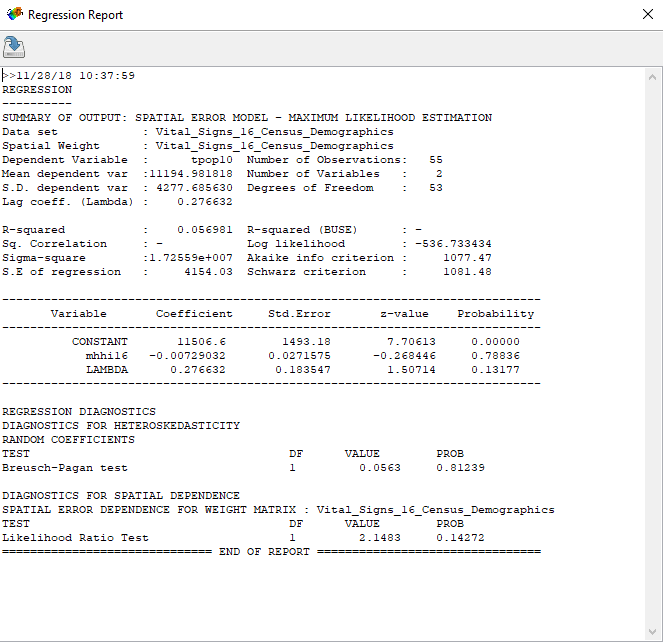 Regression Report
>>11/28/18 10:37:59
REGRESSION
----------
SUMMARY OF OUTPUT: SPATIAL ERROR MODEL - MAXIMUM LIKELIHOOD ESTIMATION
Data set            : Vital_Signs_16_Census_Demographics
Spatial Weight      : Vital_Signs_16_Census_Demographics
Dependent Variable  :      tpop10  Number of Observations:   55
Mean dependent var  :11194.981818  Number of Variables   :    2
S.D. dependent var  : 4277.685630  Degrees of Freedom    :   53
Lag coeff. (Lambda) :    0.276632

R-squared           :    0.056981  R-squared (BUSE)      : -
Sq. Correlation     : -            Log likelihood        : -536.733434
Sigma-square        :1.72559e+007  Akaike info criterion :     1077.47
S.E of regression   :     4154.03  Schwarz criterion     :     1081.48

-----------------------------------------------------------------------------
       Variable       Coefficient     Std.Error       z-value    Probability
-----------------------------------------------------------------------------
          CONSTANT       11506.6        1493.18       7.70613      0.00000
            mhhi16   -0.00729032      0.0271575     -0.268446      0.78836
            LAMBDA      0.276632       0.183547       1.50714      0.13177
-----------------------------------------------------------------------------

REGRESSION DIAGNOSTICS
DIAGNOSTICS FOR HETEROSKEDASTICITY
RANDOM COEFFICIENTS
TEST                                     DF      VALUE        PROB
Breusch-Pagan test                       1         0.0563     0.81239

DIAGNOSTICS FOR SPATIAL DEPENDENCE
SPATIAL ERROR DEPENDENCE FOR WEIGHT MATRIX : Vital_Signs_16_Census_Demographics
TEST                                     DF      VALUE        PROB
Likelihood Ratio Test                    1         2.1483     0.14272
============================== END OF REPORT ================================